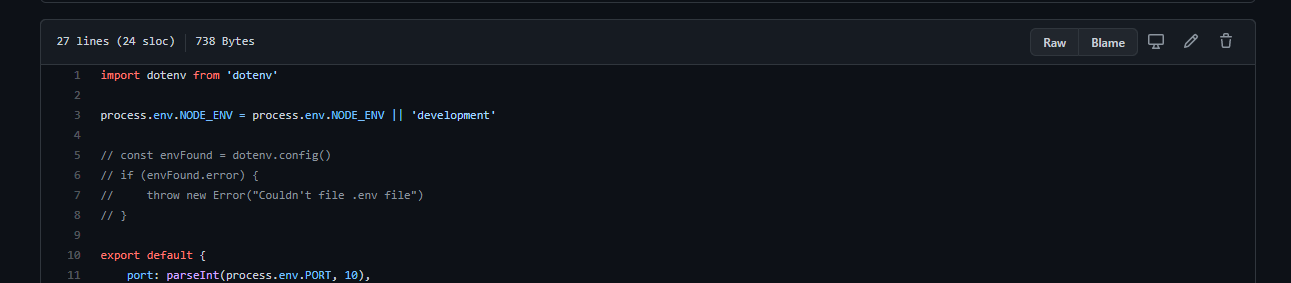 27 lines (24 sloc) 738 Bytes Raw Blame
1 import dotenv from 'dotenv'
2
3 process.env.NODE_ENV = process.env.NODE_ENV || 'development'
4
5 // const envFound = dotenv.config()
6 // if (envFound.error) {
7 //     throw new Error("Couldn't file .env file")
8 // }
9
10 export default {
11     port: parseInt(process.env.PORT, 10),